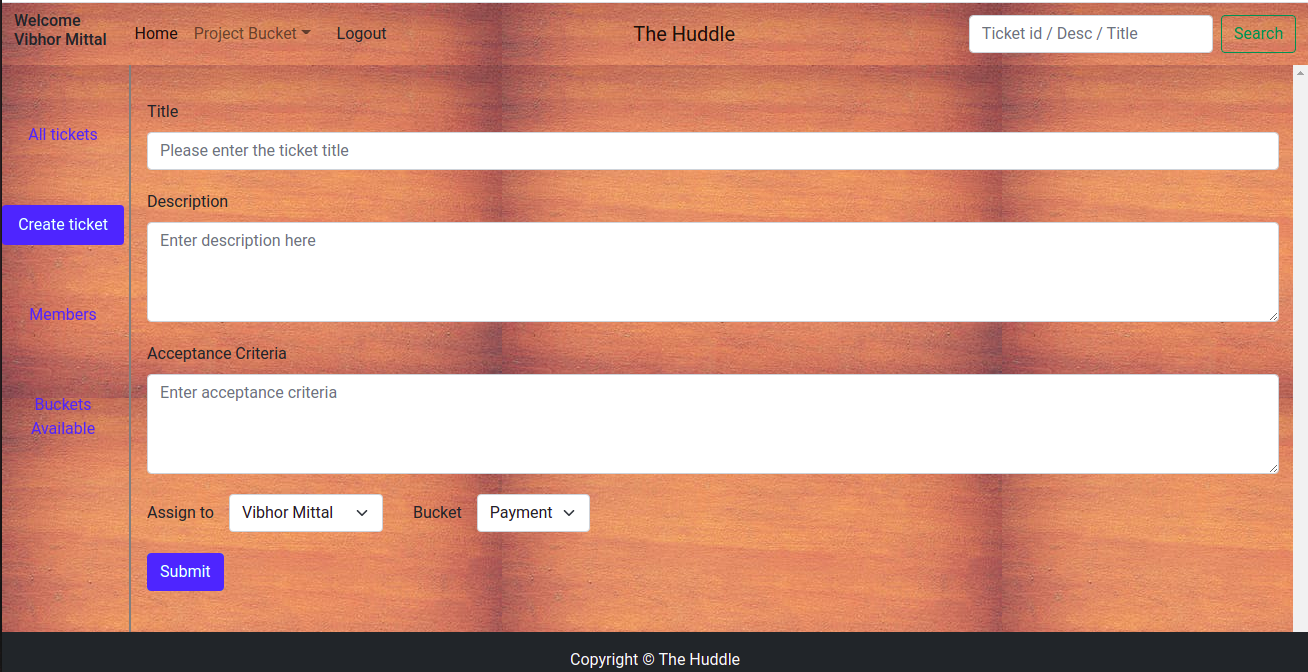 Welcome
Vibhor Mittal
Home Project Bucket Logout
The Huddle
Ticket id / Desc / Title
Search
All tickets
Create ticket
Members
Buckets
Available
Title
Please enter the ticket title
Description
Enter description here
Acceptance Criteria
Enter acceptance criteria
Assign to Vibhor Mittal Bucket Payment
Submit
Copyright © The Huddle